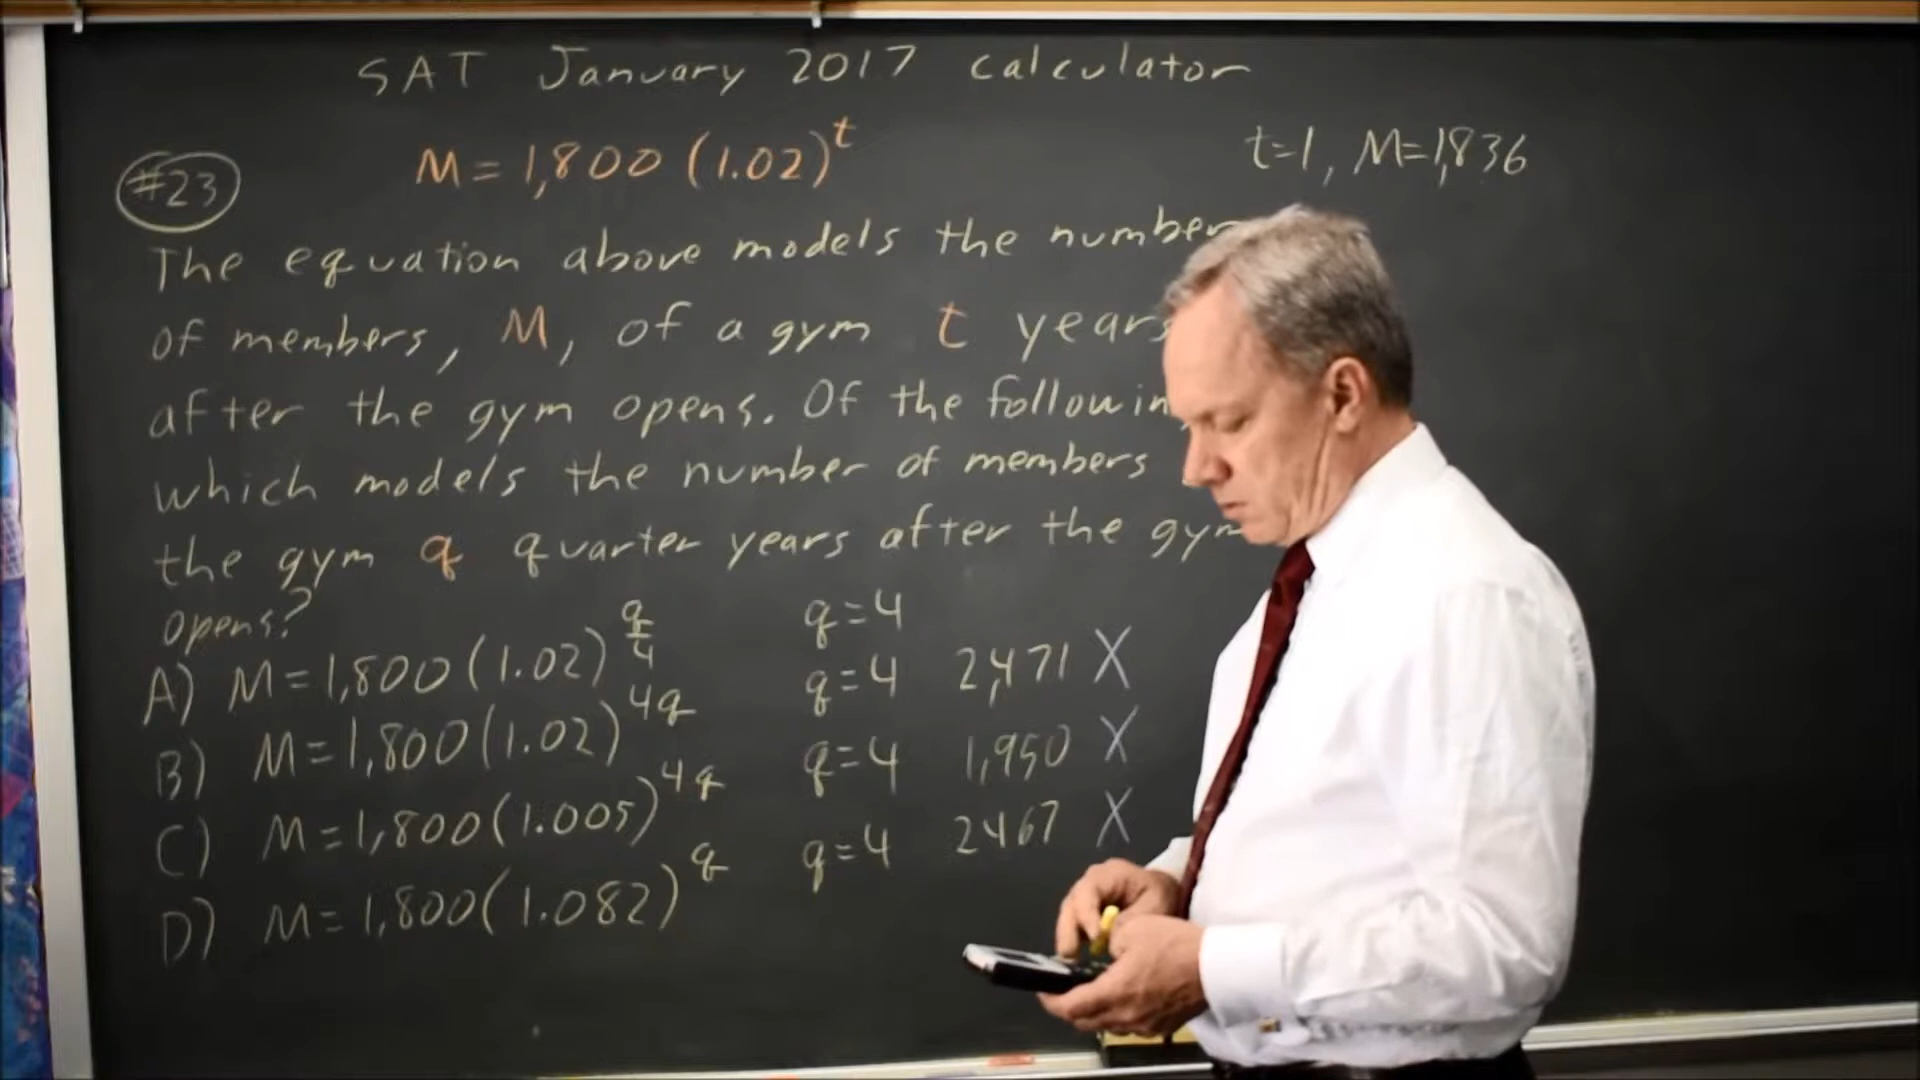 SAT January 2017 calculator
#23
M = 1,800 (1.02)^t
t=1, M=1,836
The equation above models the number
of members, M, of a gym t years
after the gym opens. Of the
which models the number of members
the gym q quarter years after the
opens?
A) M=1,800(1.02)^(q/4) q=4
B) M=1,800(1.02)^4q q=4 2,471 X
C) M=1,800(1.005)^4q q=4 1,950 X
D) M=1,800(1.082)^q q=4 2467 X